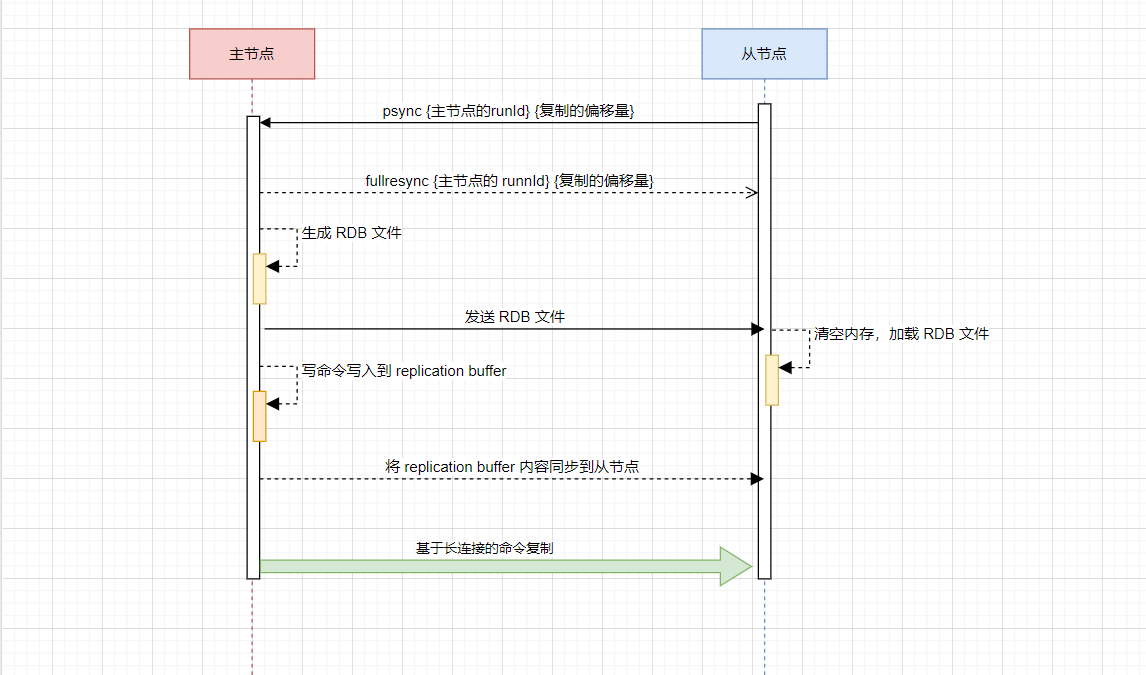 主节点
从节点
psync {主节点的runId} {复制的偏移量}
fullresync {主节点的 runnId} {复制的偏移量}
生成 RDB 文件
发送 RDB 文件
清空内存，加载 RDB 文件
写命令写入到 replication buffer
将 replication buffer 内容同步到从节点
基于长连接的命令复制